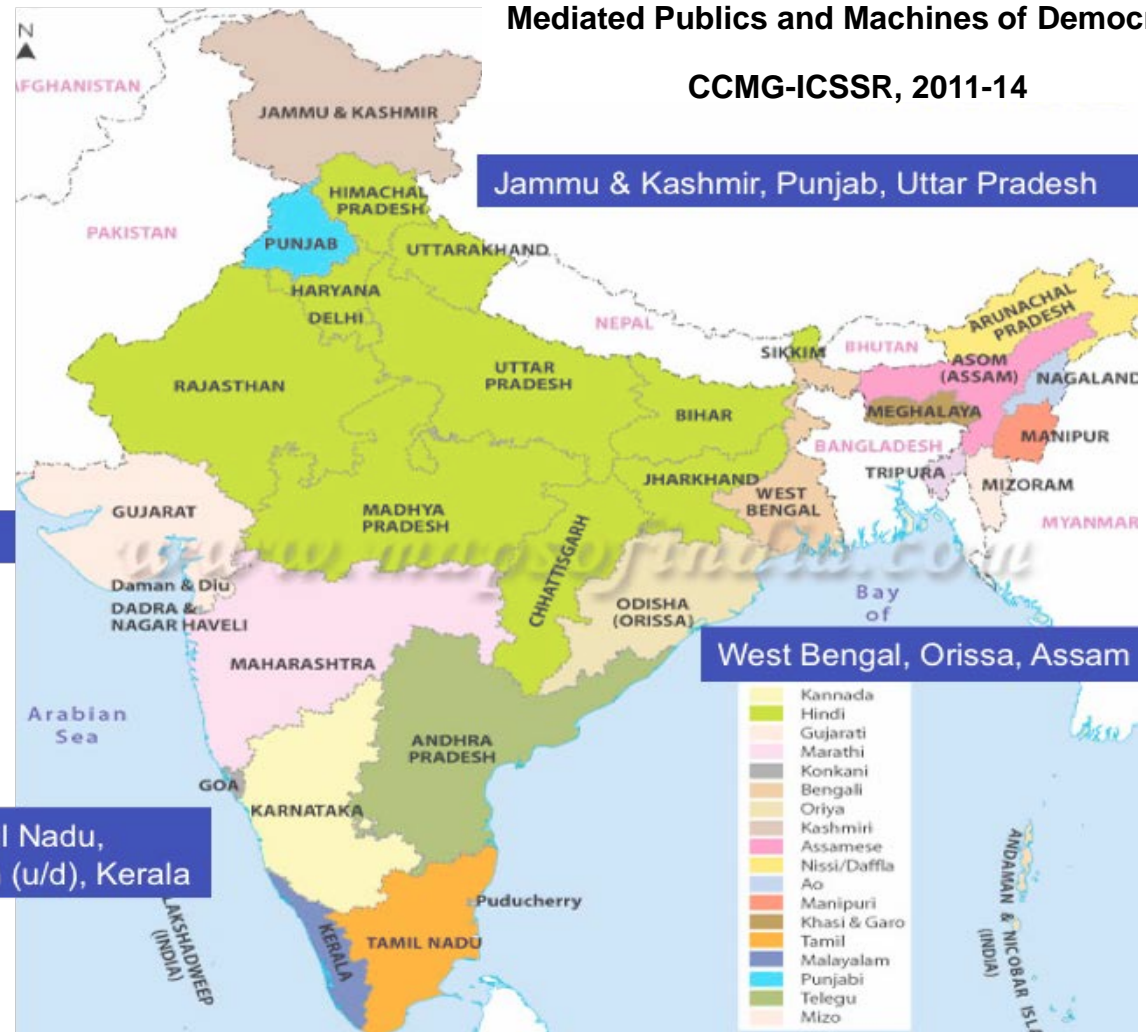 Mediated Publics and Machines of
CCMG-ICSSR, 2011-14
N
AFGHANISTAN
JAMMU & KASHMIR
Jammu & Kashmir, Punjab, Uttar Pradesh
HIMACHAL
PRADESH
PAKISTAN
PUNJAB
UTTARAKHAND
HARYANA
DELHI
NEPAL
ARUNACHAL
PRADESH
SIKKIM
BHUTAN
ASOM
(ASSAM)
NAGALAND
RAJASTHAN
UTTAR
PRADESH
BIHAR
MEGHALAYA
MANIPUR
BANGLADESH
TRIPURA
MIZORAM
JHARKHAND
WEST
BENGAL
GUJARAT
MADHYA
PRADESH
MYANMAR
www.mapsofindia.com
CHHATTISGARH
Daman & Diu
DADRA &
NAGAR HAVELI
ODISHA
(ORISSA)
Bay
of
West Bengal, Orissa, Assam
MAHARASHTRA
Arabian
Sea
ANDHRA
PRADESH
GOA
KARNATAKA
Nadu,
(u/d), Kerala
Puducherry
LAKSHADWEEP
(INDIA)
KERALA
TAMIL NADU
Kannada
Hindi
Gujarati
Marathi
Konkani
Bengali
Oriya
Kashmiri
Assamese
Nissi/Daffla
Ao
Manipuri
Khasi & Garo
Tamil
Malayalam
Punjabi
Telegu
Mizo
ANDAMAN & NICOBAR
(INDIA)